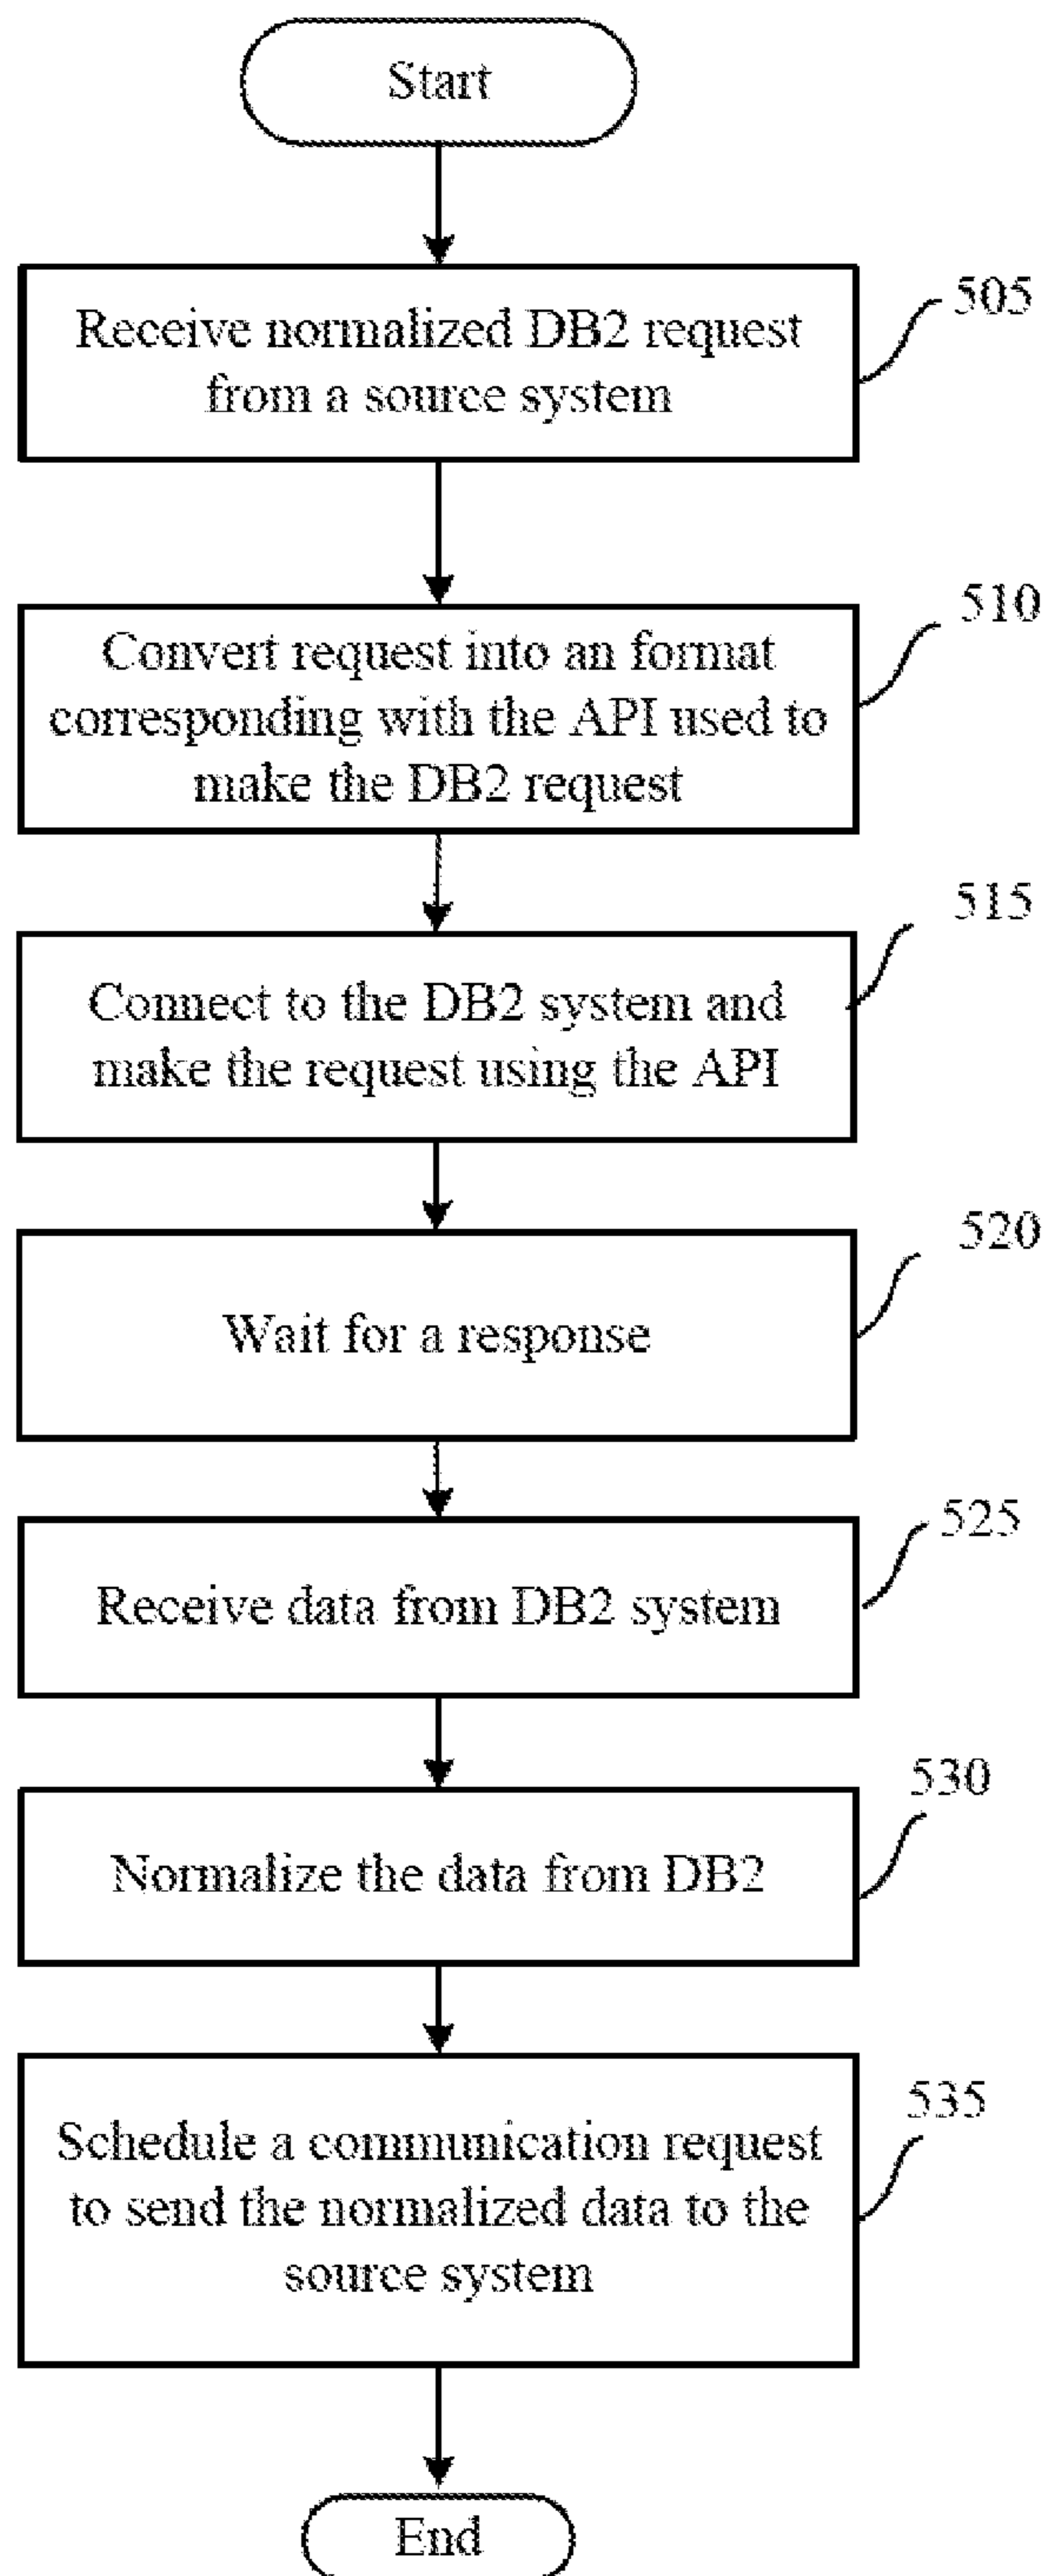 Start
Receive normalized DB2 request
from a source system
505
Convert request into an format
corresponding with the API used to
make the DB2 request
510
Connect to the DB2 system and
make the request using the API
515
Wait for a response
520
Receive data from DB2 system
525
Normalize the data from DB2
530
Schedule a communication request
to send the normalized data to the
source system
535
End